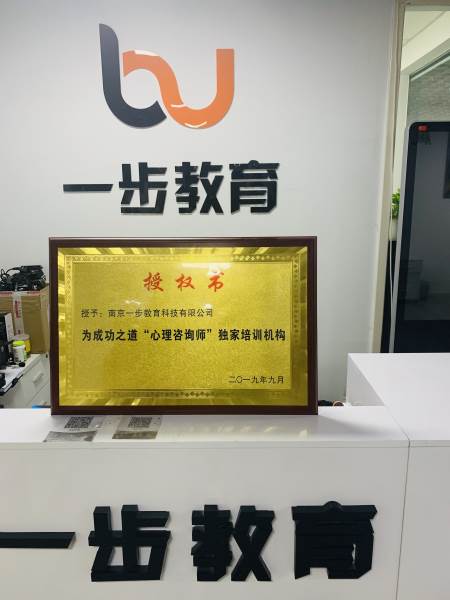 一步教育
授权书
授予：南京一步教育科技有限公司
为成功之道“心理咨询师”独家培训机构
二〇一九年九月
一步教育